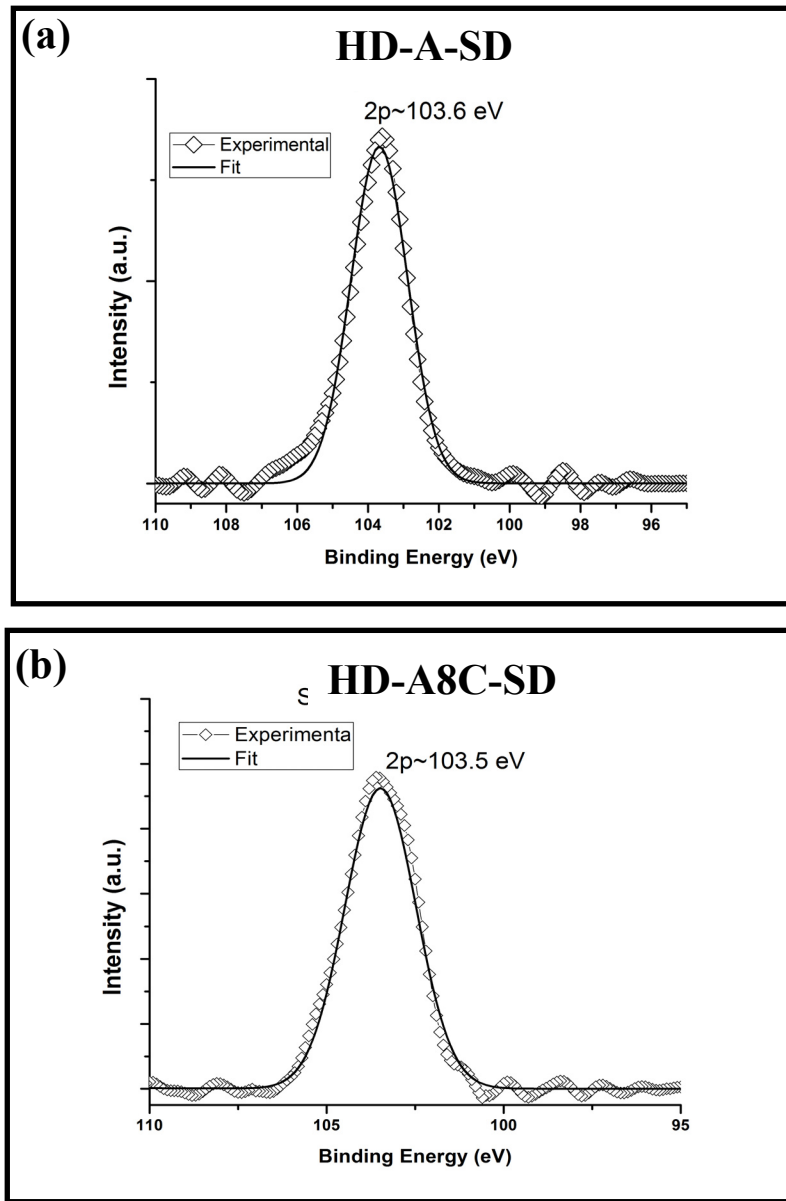 (a)
HD-A-SD
2p~103.6 eV
Experimental
Fit
Intensity (a.u.)
110 108 106 104 102 100 98 96
Binding Energy (eV)
(b)
S HD-A8C-SD
Experimenta
Fit
2p~103.5 eV
Intensity (a.u.)
110 105 100 95
Binding Energy (eV)